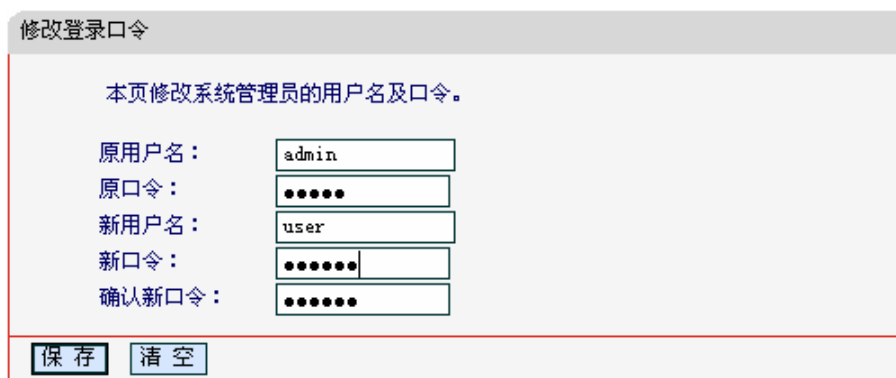 修改登录口令
本页修改系统管理员的用户名及口令。
原用户名： admin
原口令： ●●●●●
新用户名： user
新口令： ●●●●●●
确认新口令： ●●●●●●
保 存 清 空